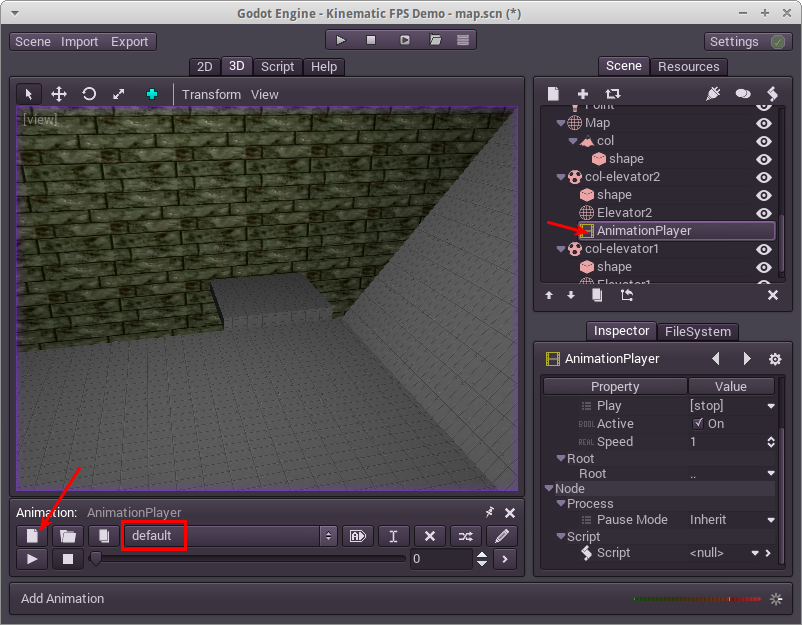 Godot Engine - Kinematic FPS Demo - map.scn (*)
Scene Import Export
Settings
2D 3D Script Help
Scene Resources
Transform View
[view]
Point
Map
col
shape
col-elevator2
shape
Elevator2
AnimationPlayer
col-elevator1
shape
Elevator1
Inspector FileSystem
AnimationPlayer
Property Value
Play [stop]
BOOL Active On
REAL Speed 1
Root
Root ..
Node
Process
Pause Mode Inherit
Script
Script <null>
Animation: AnimationPlayer
default
0
Add Animation